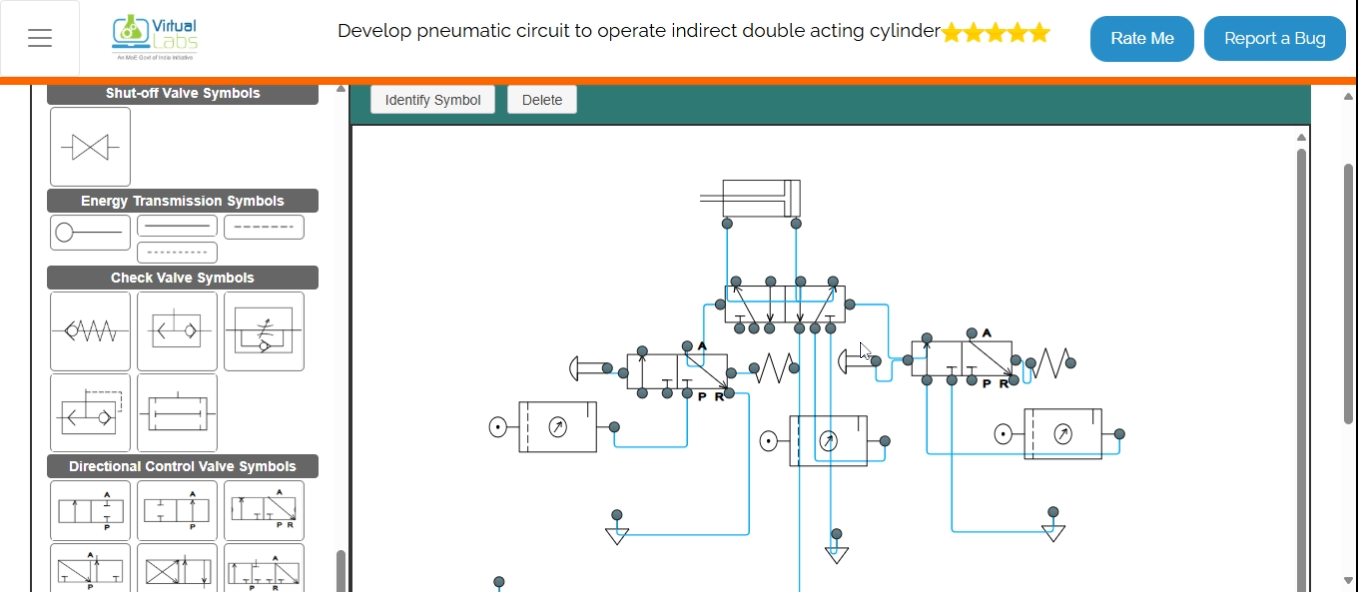 Virtual
Labs
An MoE Govt of India Initiative
Develop pneumatic circuit to operate indirect double acting cylinder
Rate Me
Report a Bug
Shut-off Valve Symbols
Identify Symbol
Delete
Energy Transmission Symbols
Check Valve Symbols
A
A
P R
P R
Directional Control Valve Symbols
A
P
A
P
A
P R
A
P
A
P R